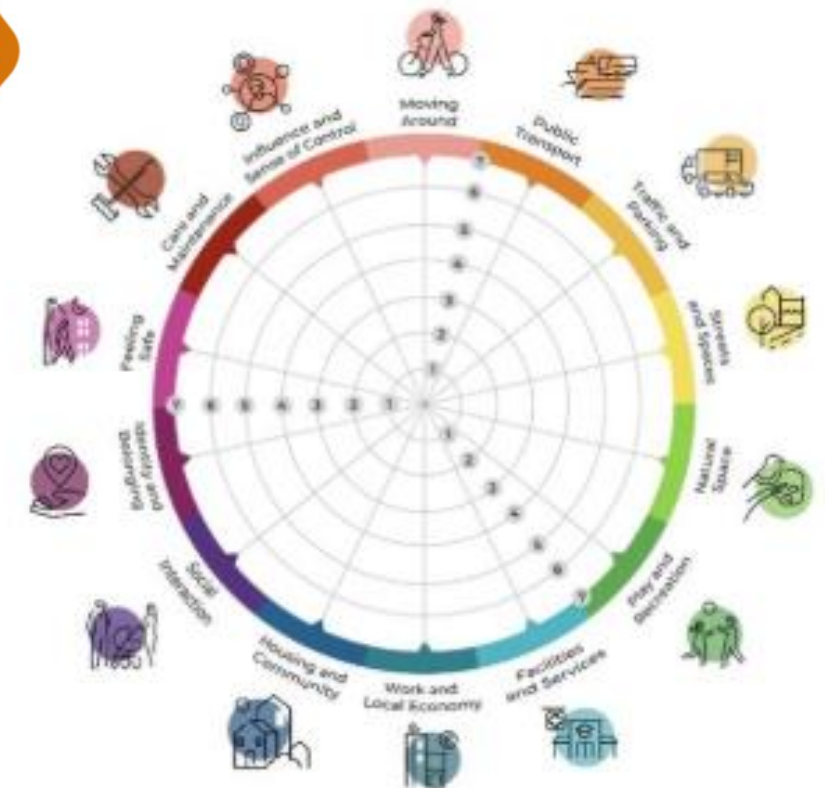 Moving
Around
Public
Transport
Traffic and
Parking
Streets
and Spaces
Natural
Space
Play and
Recreation
Facilities
and Services
Work and
Local Economy
Housing and
Community
Social
Interaction
Identity and
Belonging
Feeling
Safe
Care and
Maintenance
Influence and
Sense of Control
7
6
5
4
3
2
1
7 6 5 4 3 2 1
1
2
3
4
5
6
7